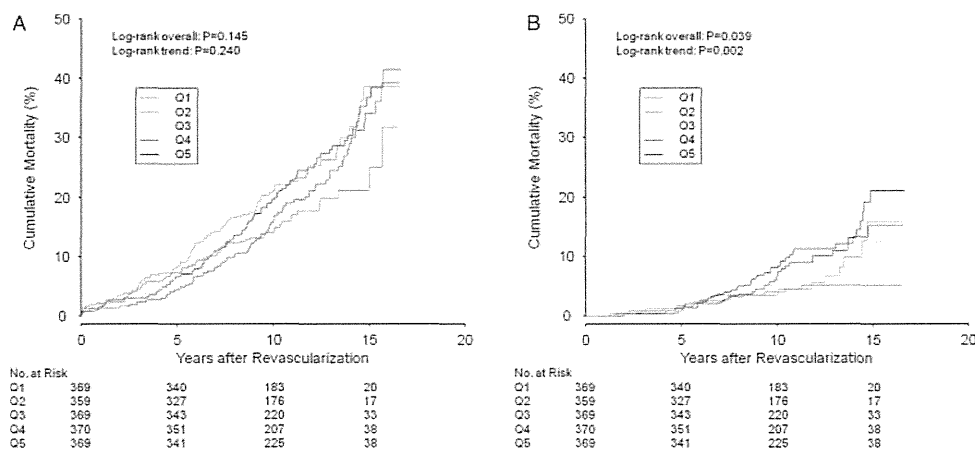 A
Log-rank overall: P=0.145
Log-rank trend: P=0.240
Q1
Q2
Q3
Q4
Q5
Cumulative Mortality (%)
50
40
30
20
10
0
0 5 10 15 20
Years after Revascularization
No. at Risk
Q1 369 340 183 20
Q2 359 327 176 17
Q3 369 343 220 33
Q4 370 351 207 38
Q5 369 341 225 38
B
Log-rank overall: P=0.039
Log-rank trend: P=0.002
Q1
Q2
Q3
Q4
Q5
Cumulative Mortality (%)
50
40
30
20
10
0
0 5 10 15 20
Years after Revascularization
No. at Risk
Q1 369 340 183 20
Q2 359 327 176 17
Q3 369 343 220 33
Q4 370 351 207 38
Q5 369 341 225 38